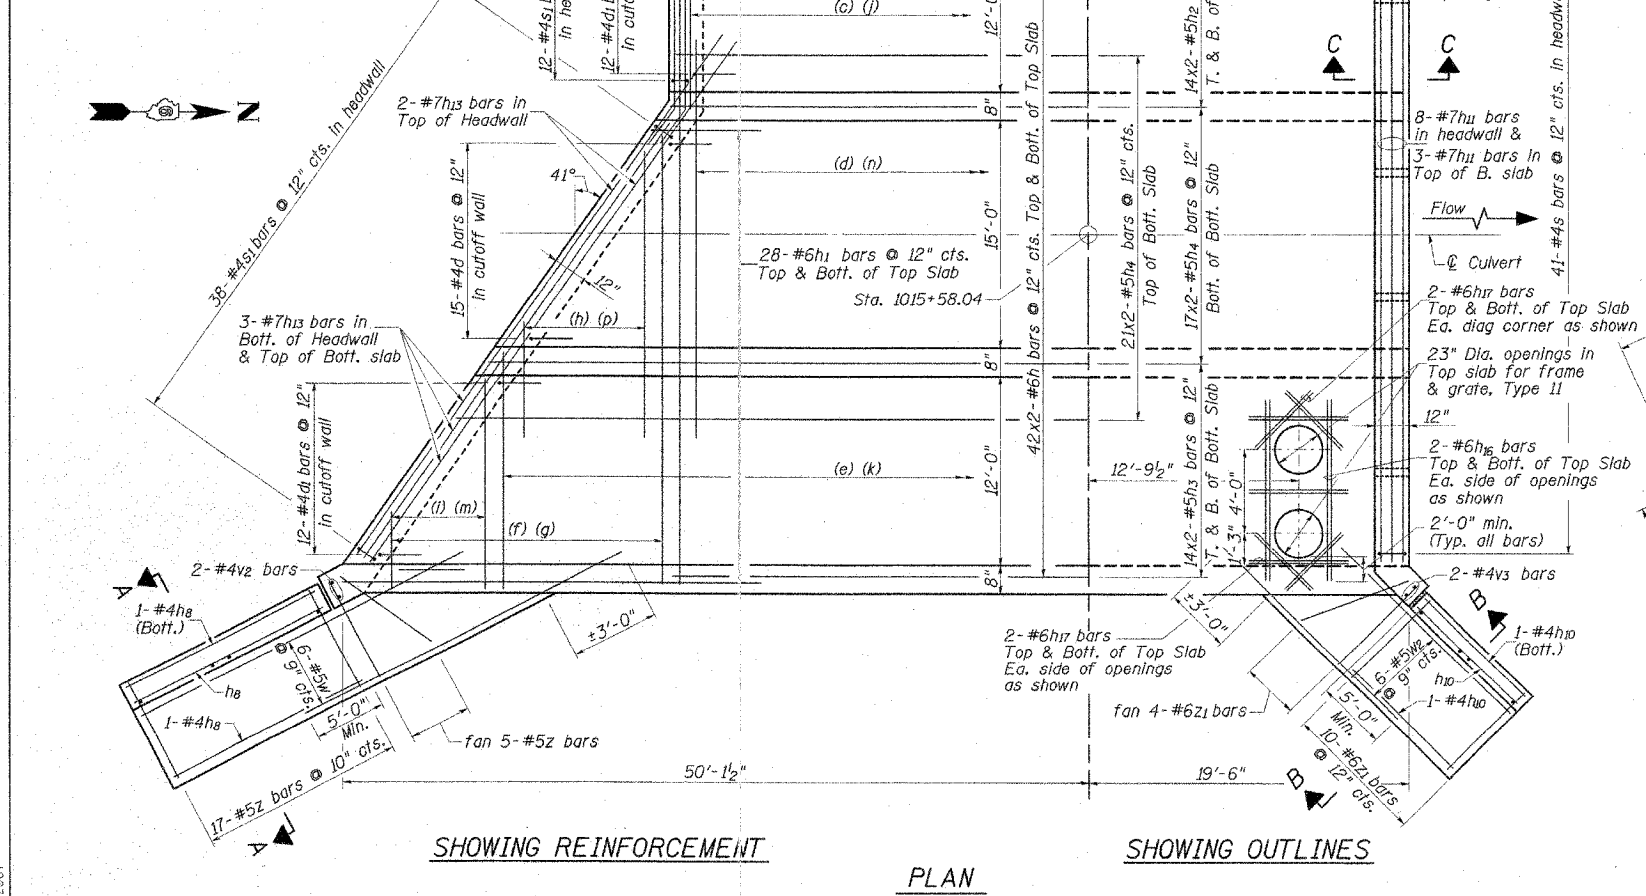 12-#4s1
in he
12-#4d1
in cuto
(c) (j)
12'-0"
14x2-#5h2
T. & B. of
C
C
in headwa
38-#4s1 bars @ 12" cts. in headwall
N
2-#7h13 bars in
Top of Headwall
41°
15-#4d bars @ 12"
in cutoff wall
12"
8"
(d) (n)
15'-0"
28-#6h1 bars @ 12" cts.
Top & Bott. of Top Slab
Sta. 1015+58.04
42x2-#6h bars @ 12" cts. Top & Bott. of Top Slab
21x2-#5h4 bars @ 12" cts.
Top of Bott. Slab
17x2-#5h4 bars @ 12"
Bott. of Bott. Slab
8-#7h11 bars
in headwall &
3-#7h11 bars in
Top of B. slab
Flow
℄ Culvert
41-#4s bars @ 12" cts.
3-#7h13 bars in
Bott. of Headwall
& Top of Bott. slab
(h) (p)
8"
2-#6h17 bars
Top & Bott. of Top Slab
Ea. diag corner as shown
23" Dia. openings in
Top slab for frame
& grate, Type 11
12"
12-#4d1 bars @ 12"
in cutoff wall
(e) (k)
12'-0"
12'-9½"
14x2-#5h3 bars @ 12"
T. & B. of Bott. Slab
1'-3"
4'-0"
2-#6h16 bars
Top & Bott. of Top Slab
Ea. side of openings
as shown
(i) (m)
(f) (g)
2'-0" min.
(Typ. all bars)
8"
2-#4v2 bars
A
1-#4h8
(Bott.)
±3'-0"
±3'-0"
2-#4v3 bars
B
1-#4h10
(Bott.)
6-#5w
@ 9" cts.
h8
1-#4h8
5'-0"
Min.
17-#5z bars @ 10" cts.
A
fan 5-#5z bars
2-#6h17 bars
Top & Bott. of Top Slab
Ea. side of openings
as shown
fan 4-#6z1 bars
6-#5w2
@ 9" cts.
h10
1-#4h10
5'-0"
Min.
10-#6z1 bars
@ 12" cts.
B
50'-1½"
19'-6"
SHOWING REINFORCEMENT
SHOWING OUTLINES
PLAN